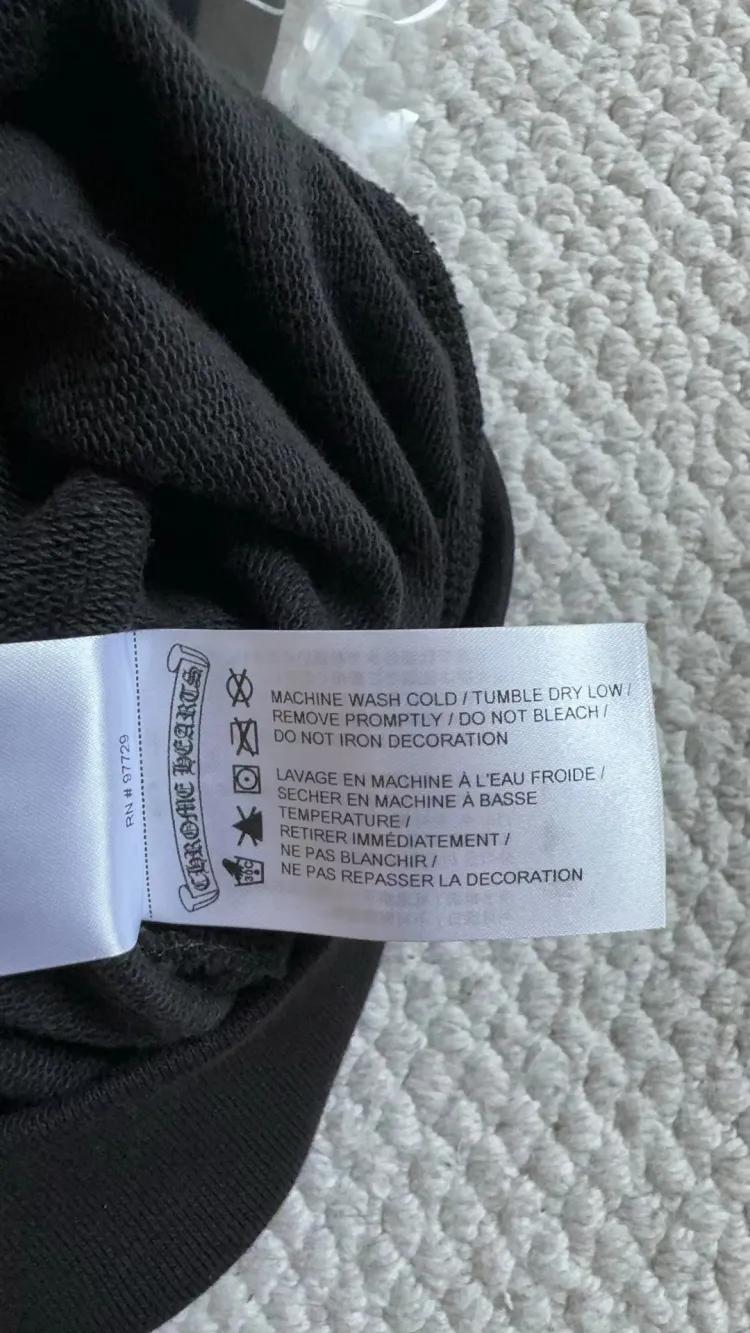 RN # 97729
CHROME HEARTS
MACHINE WASH COLD / TUMBLE DRY LOW /
REMOVE PROMPTLY / DO NOT BLEACH /
DO NOT IRON DECORATION
LAVAGE EN MACHINE À L'EAU FROIDE /
SECHER EN MACHINE À BASSE
TEMPERATURE /
RETIRER IMMÉDIATEMENT /
NE PAS BLANCHIR /
NE PAS REPASSER LA DECORATION
30C